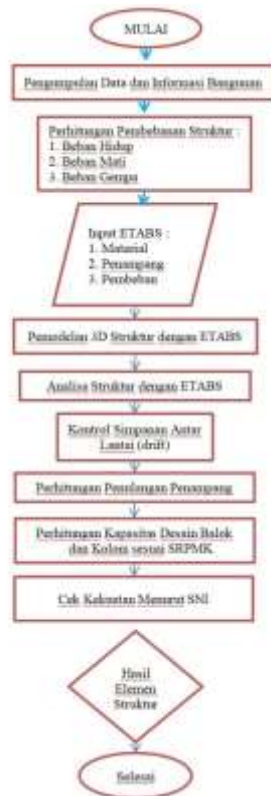 MULAI
Pengumpulan Data dan Informasi Bangunan
Perhitungan Pembebanan Struktur :
1. Beban Hidup
2. Beban Mati
3. Beban Gempa
Input ETABS :
1. Material
2. Penampang
3. Pembeban
Pemodelan 3D Struktur dengan ETABS
Analisa Struktur dengan ETABS
Kontrol Simpanan Antar
Lantai (drift)
Perhitungan Penulangan Penampang
Perhitungan Kapasitas Desain Balok
dan Kolom sesuai SRPMK
Cek Kekuatan Menurut SNI
Hasil
Elemen
Struktur
Selesai